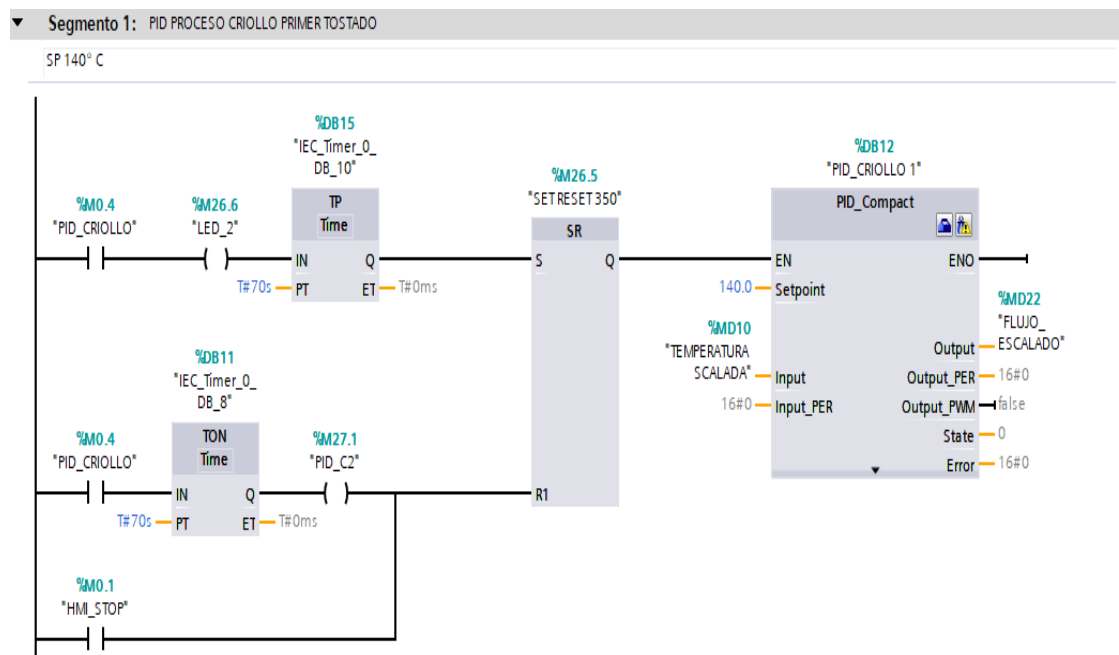 Segmento 1: PID PROCESO CRIOLLO PRIMER TOSTADO
SP 140° C
%DB15
"IEC_Timer_0_
DB_10"
TP
Time
IN
Q
T#70s
PT
ET
T#0ms
%M0.4
"PID_CRIOLLO"
%M26.6
"LED_2"
%M26.5
"SET RESET 350"
SR
S
Q
R1
%DB12
"PID_CRIOLLO 1"
PID_Compact
EN
ENO
140.0
Setpoint
%MD10
"TEMPERATURA
SCALADA"
Input
16#0
Input_PER
%MD22
"FLUJO_
ESCALADO"
Output
Output_PER
16#0
Output_PWM
false
State
0
Error
16#0
%DB11
"IEC_Timer_0_
DB_8"
TON
Time
IN
Q
T#70s
PT
ET
T#0ms
%M0.4
"PID_CRIOLLO"
%M27.1
"PID_C2"
%M0.1
"HMI_STOP"